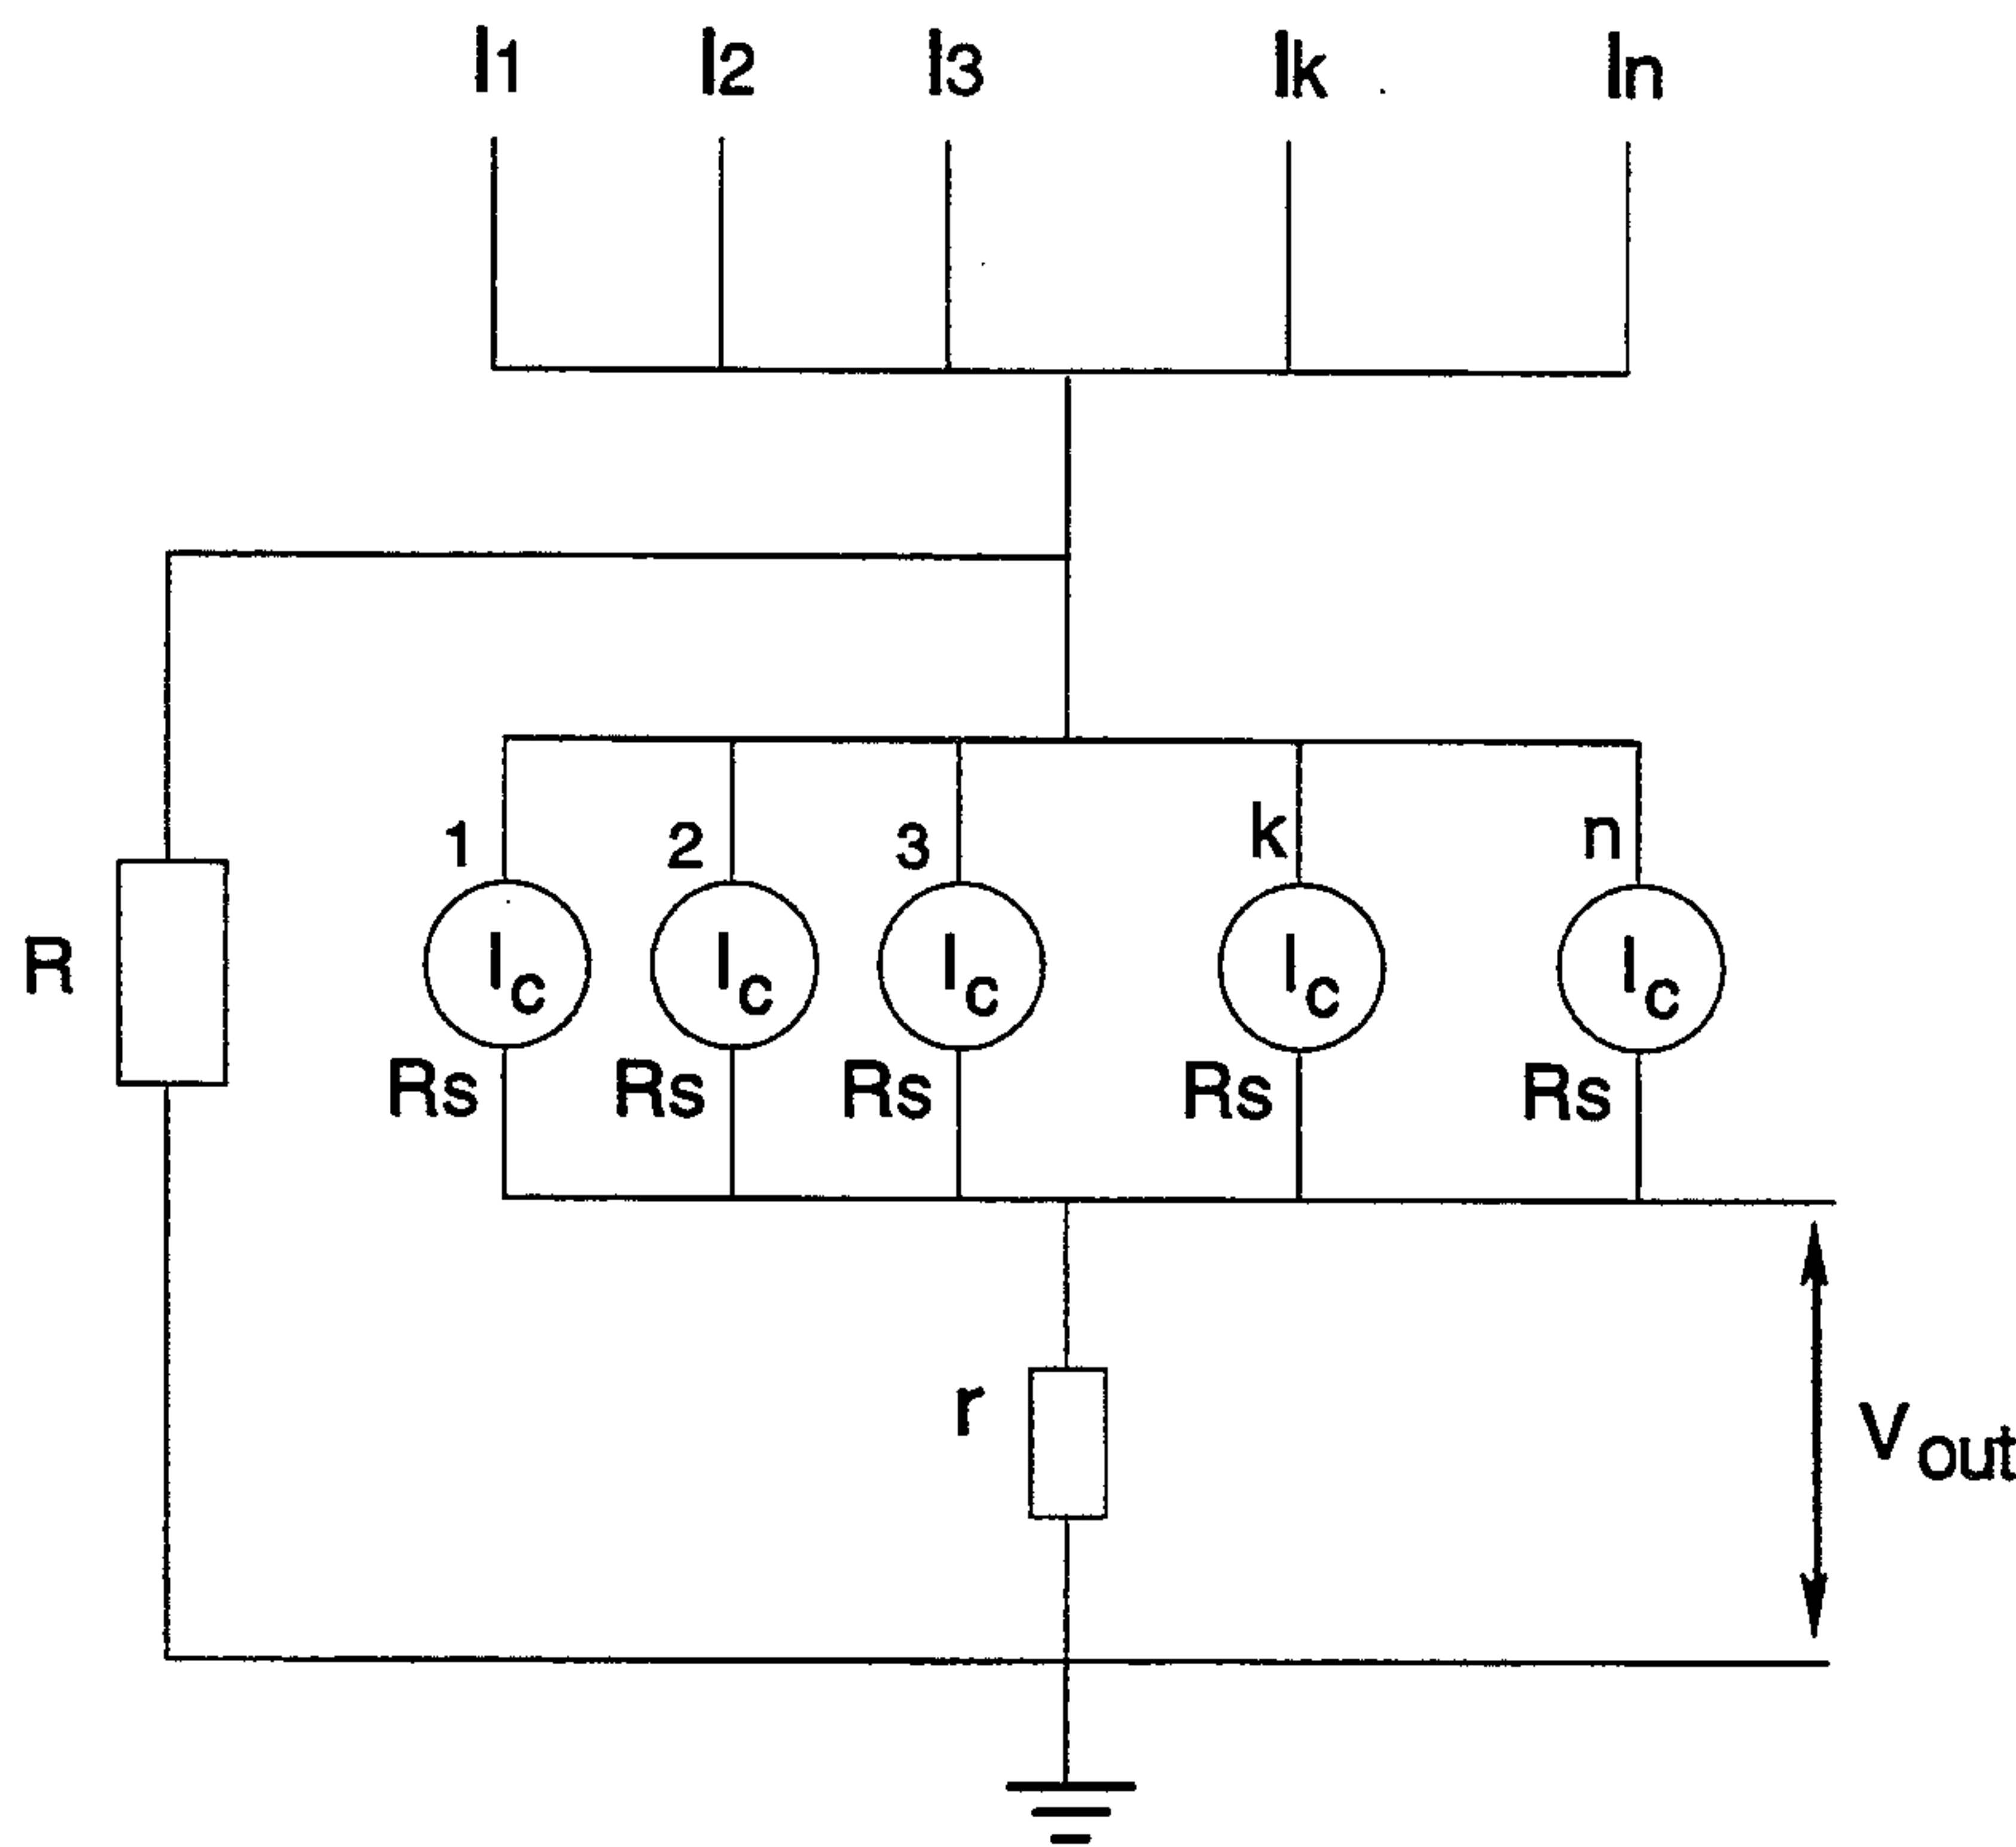 I1 I2 I3 Ik In
1 2 3 k n
R Ic Ic Ic Ic Ic
Rs Rs Rs Rs Rs
r
Vout